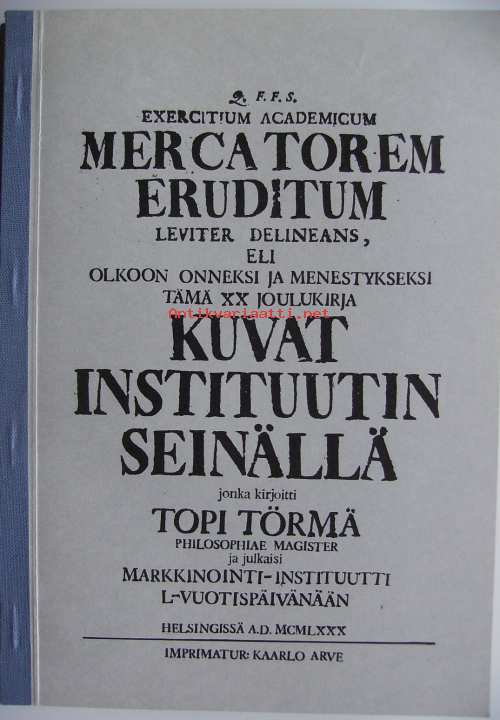 Q. F. F. S.
EXERCITIUM ACADEMICUM
MERCATOREM
ERUDITUM
LEVITER DELINEANS,
ELI
OLKOON ONNEKSI JA MENESTYKSEKSI
TÄMÄ XX JOULUKIRJA
Antikvariaatti.net
KUVAT
INSTITUUTIN
SEINÄLLÄ
jonka kirjoitti
TOPI TÖRMÄ
PHILOSOPHIAE MAGISTER
ja julkaisi
MARKKINOINTI-INSTITUUTTI
L-VUOTISPÄIVÄNÄÄN
HELSINGISSÄ A.D. MCMLXXX
IMPRIMATUR: KAARLO ARVE